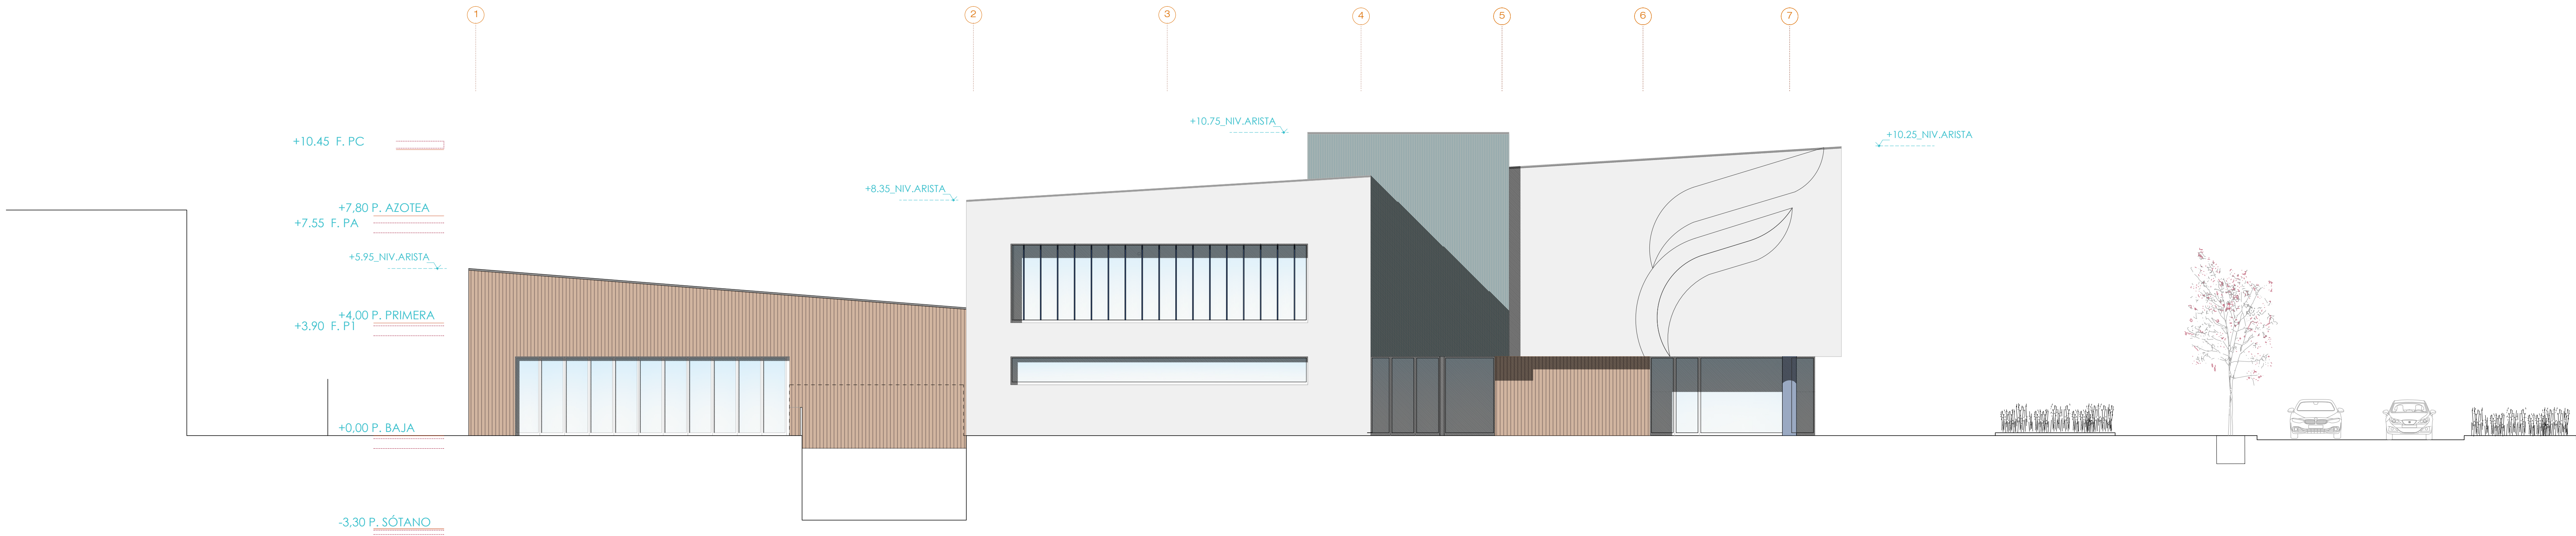 1
2
3
4
5
6
7
+10.75_NIV.ARISTA
+10.25_NIV.ARISTA
+10.45 F. PC
+8.35_NIV.ARISTA
+7,80 P. AZOTEA
+7.55 F. PA
+5.95_NIV.ARISTA
+4,00 P. PRIMERA
+3.90 F. P1
+0,00 P. BAJA
-3,30 P. SÓTANO